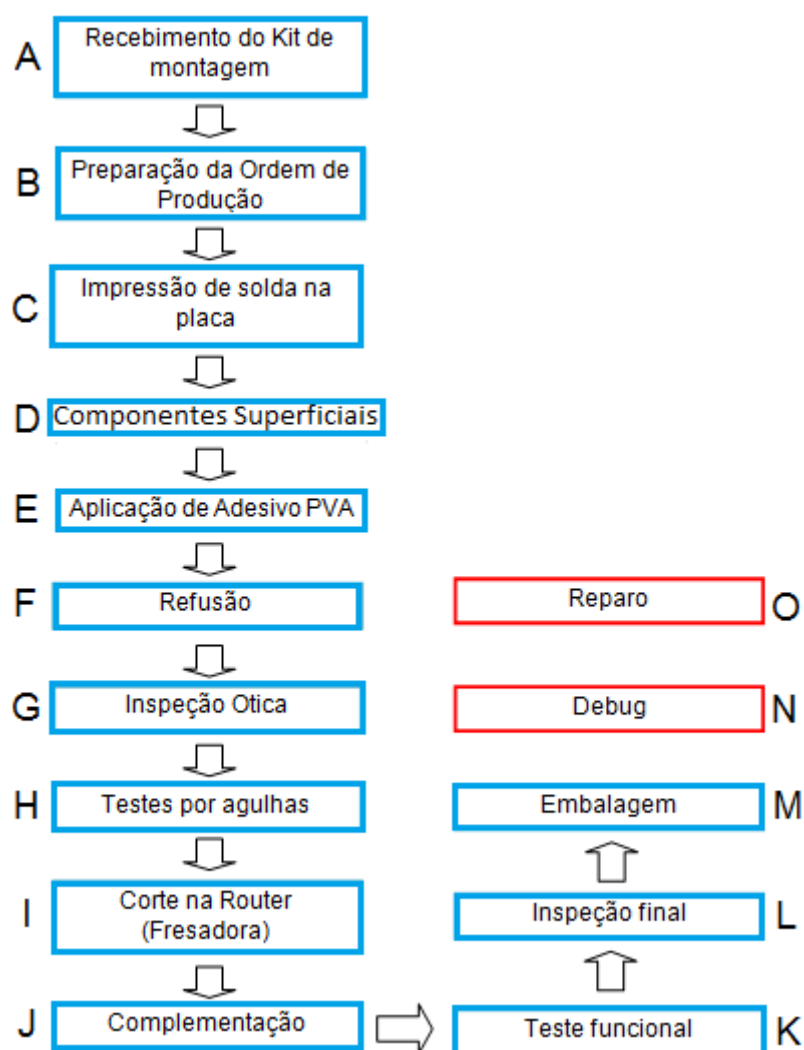 A
Recebimento do Kit de
montagem
B
Preparação da Ordem de
Produção
C
Impressão de solda na
placa
D
Componentes Superficiais
E
Aplicação de Adesivo PVA
F
Refusão
G
Inspeção Otica
H
Testes por agulhas
I
Corte na Router
(Fresadora)
J
Complementação
Teste funcional
K
Inspeção final
L
Embalagem
M
Debug
N
Reparo
O